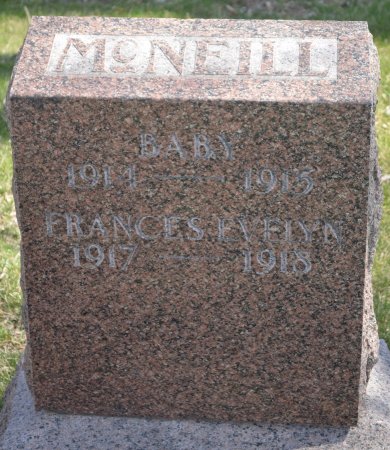 McNEILL
BABY
1914 — 1915
FRANCES EVELYN
1917 — 1918